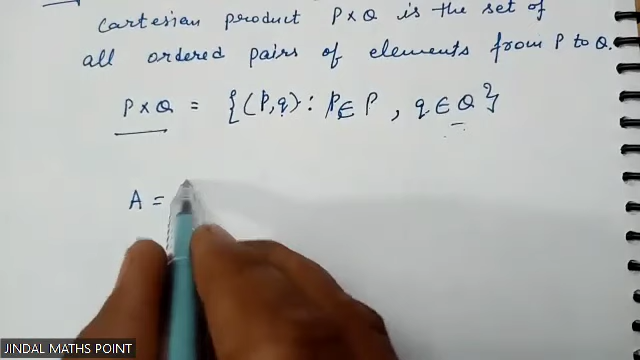 Cartesian product P × Q is the set of
all ordered pairs of elements from P to Q.
P × Q = {(p,q) : p ∈ P , q ∈ Q}
A =
JINDAL MATHS POINT